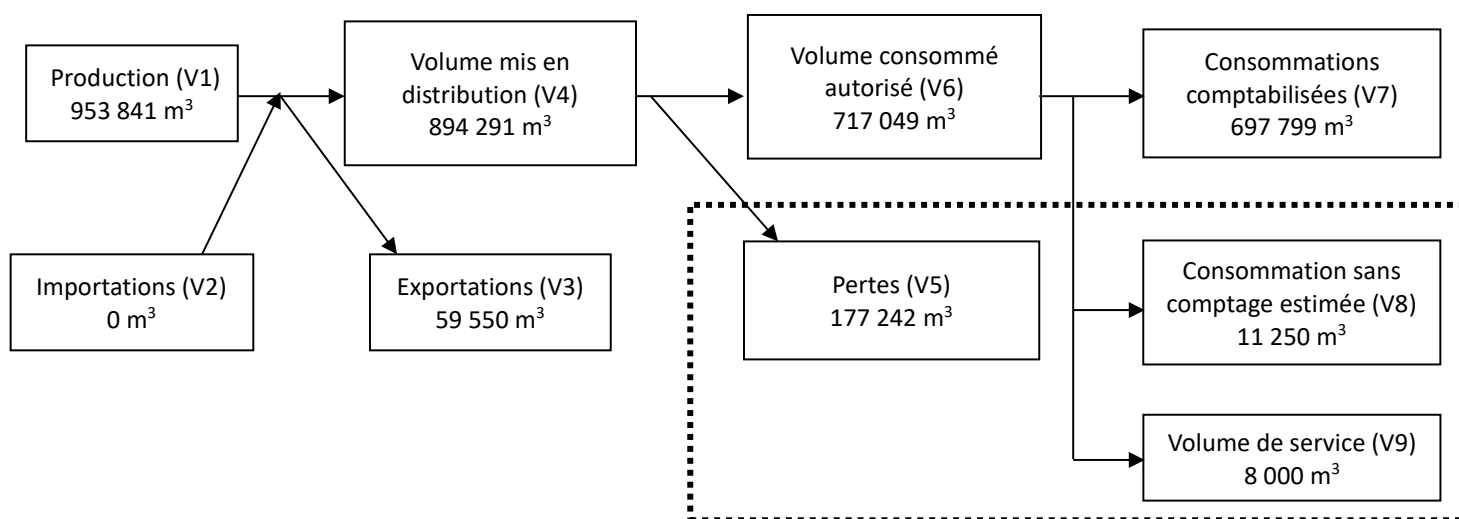 Production (V1)
953 841 m³
Volume mis en
distribution (V4)
894 291 m³
Volume consommé
autorisé (V6)
717 049 m³
Consommations
comptabilisées (V7)
697 799 m³
Importations (V2)
0 m³
Exportations (V3)
59 550 m³
Pertes (V5)
177 242 m³
Consommation sans
comptage estimée (V8)
11 250 m³
Volume de service (V9)
8 000 m³